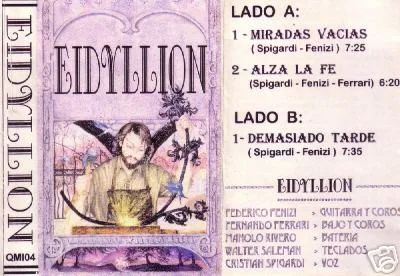 EIDYLLION
QMI04
EIDYLLION
LADO A:
1 - MIRADAS VACIAS
( Spigardi - Fenizi ) 7:25
2 - ALZA LA FE
( Spigardi - Fenizi - Ferrari ) 6:20
LADO B:
1 - DEMASIADO TARDE
( Spigardi - Fenizi ) 7:35
EIDYLLION
FEDERICO FENIZI > GUITARRA Y COROS
FERNANDO FERRARI > BAJO Y COROS
MANOLO RIVERO > BATERIA
WALTER SALEMAN > TECLADOS
CRISTIAN SPIGARDI > VOZ